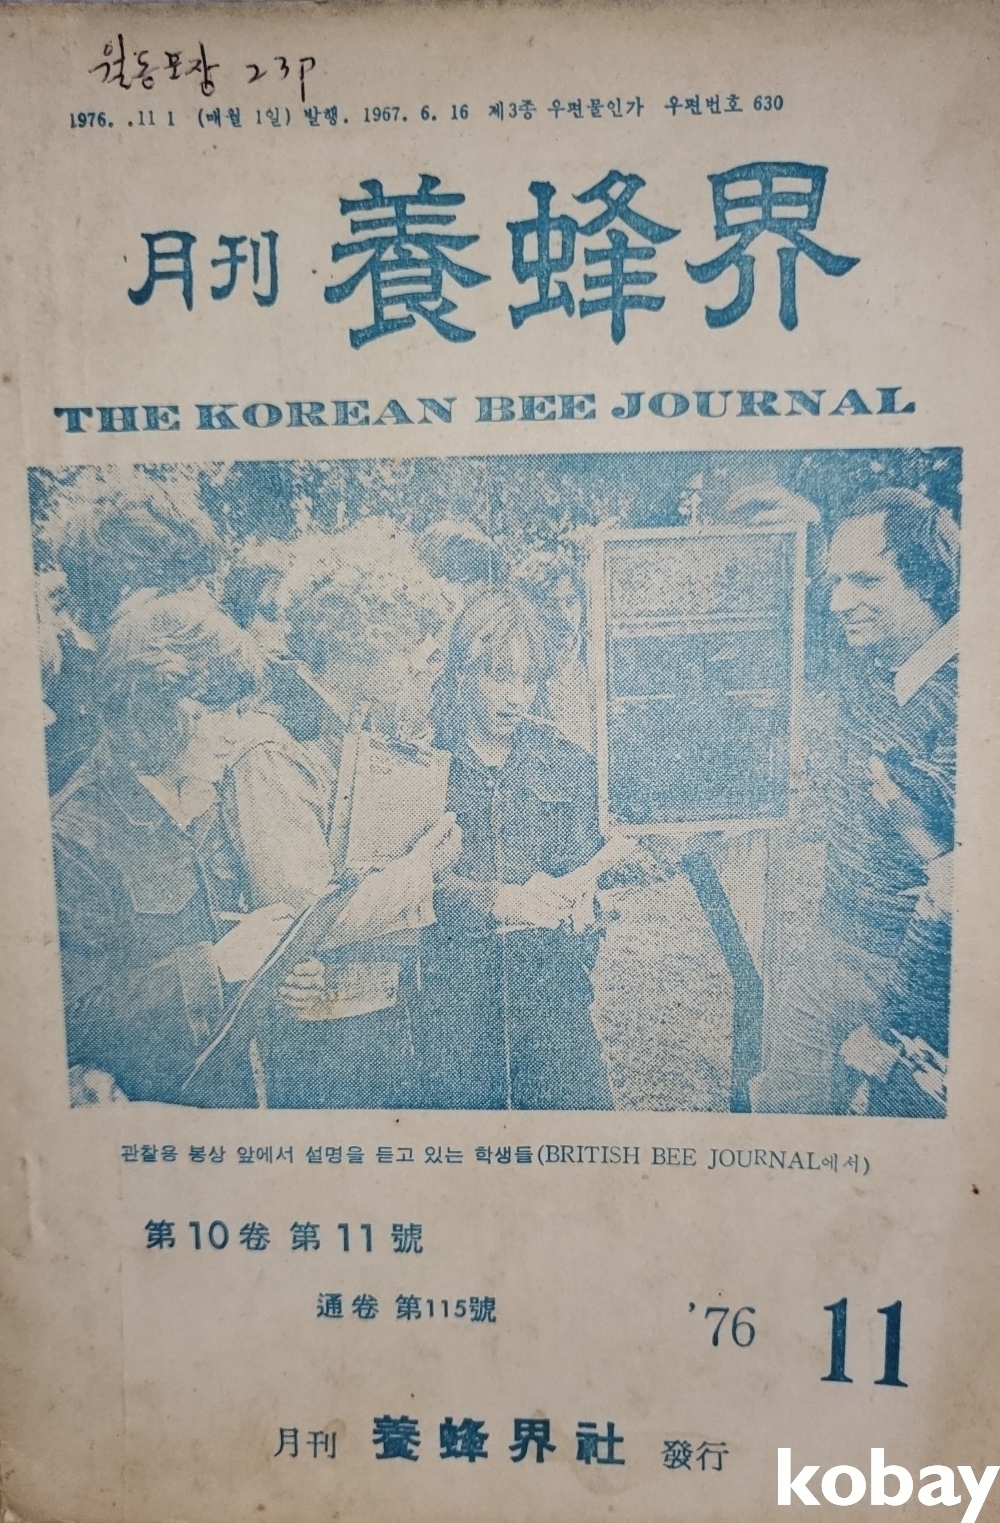 월동포장 23P
1976. .11 1 (매월 1일) 발행. 1967. 6. 16 제3종 우편물인가 우편번호 630
月刊 養蜂界
THE KOREAN BEE JOURNAL
관찰용 봉상 앞에서 설명을 듣고 있는 학생들(BRITISH BEE JOURNAL에서)
第10卷 第11號
通卷 第115號
'76 11
月刊 養蜂界社 發行
kobay